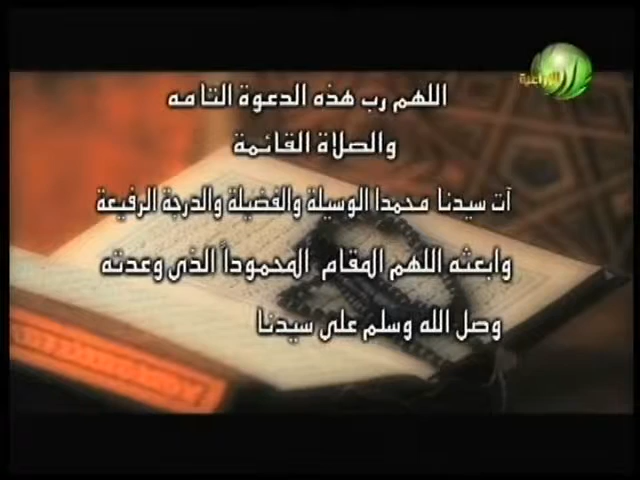 الزراعية
اللهم رب هذه الدعوة التامه
والصلاة القائمة
آت سيدنا محمدا الوسيلة والفضيلة والدرجة الرفيعة
وابعثه اللهم المقام المحموداً الذى وعدته
وصل الله وسلم على سيدنا